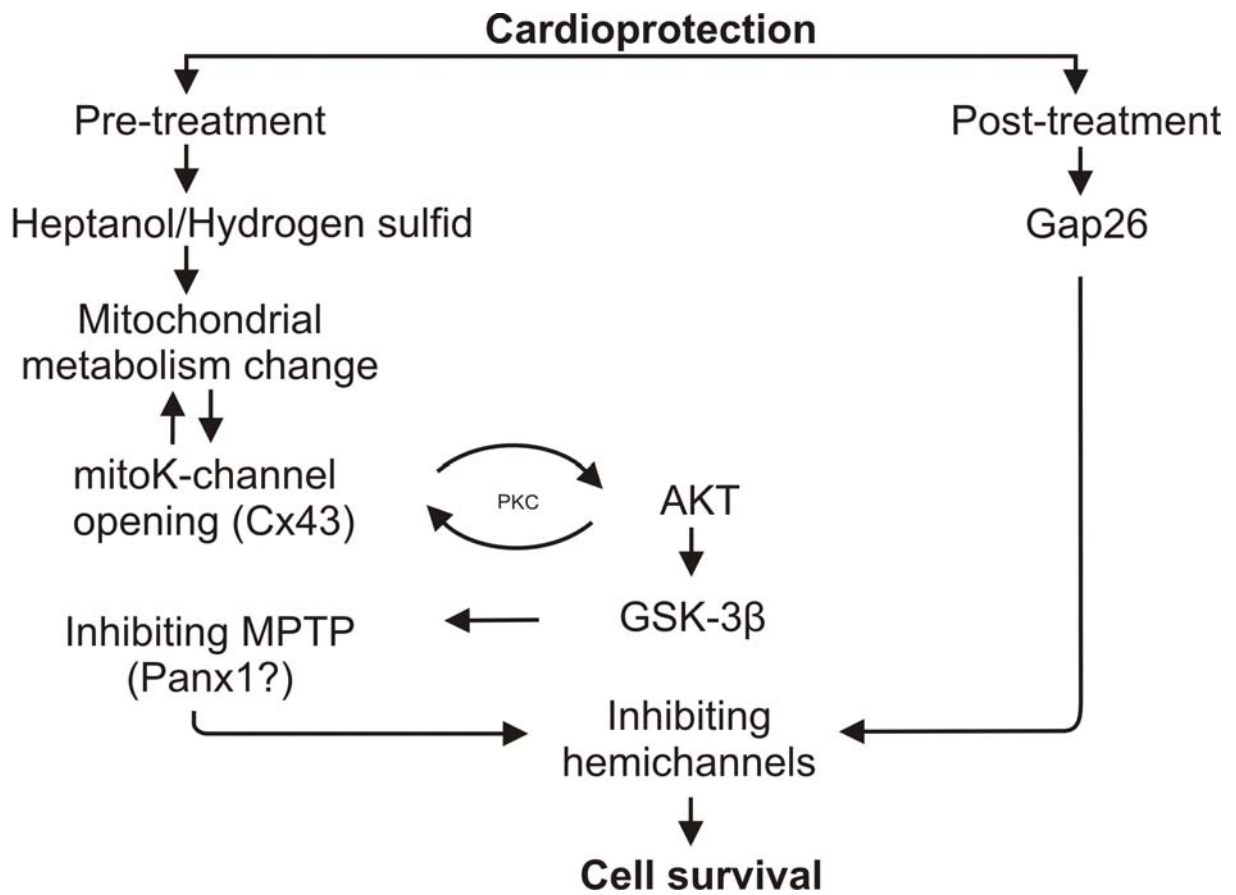 Cardioprotection
Pre-treatment
Post-treatment
Heptanol/Hydrogen sulfid
Gap26
Mitochondrial
metabolism change
mitoK-channel
opening (Cx43)
PKC
AKT
GSK-3β
Inhibiting MPTP
(Panx1?)
Inhibiting
hemichannels
Cell survival